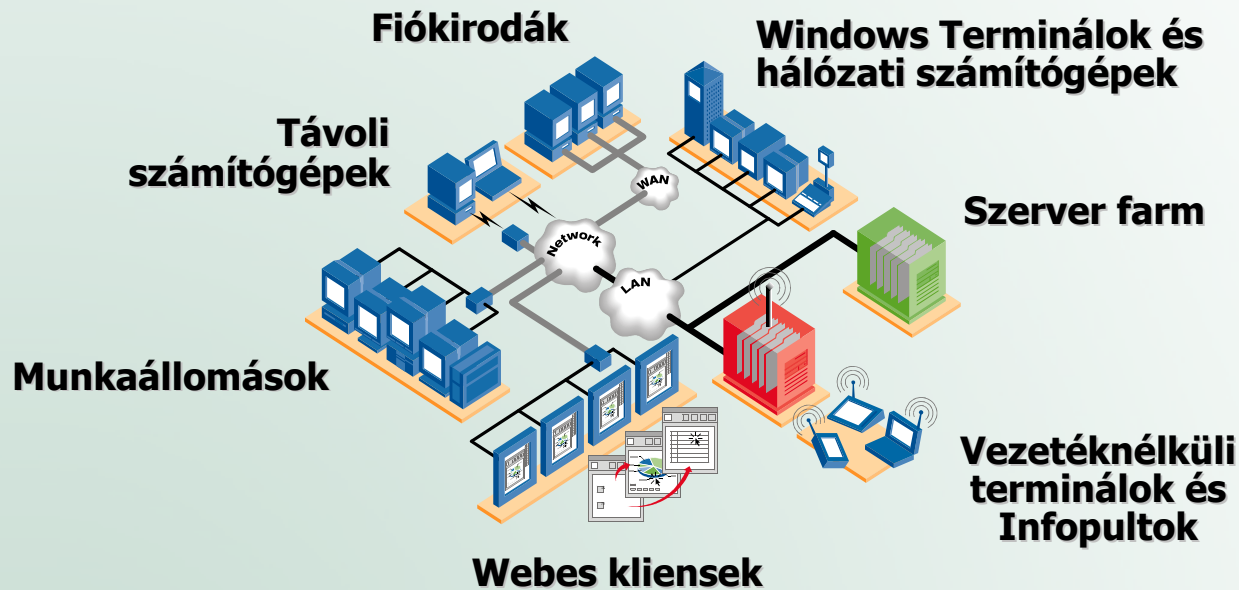 Fiókirodák
Windows Terminálok és
hálózati számítógépek
Távoli
számítógépek
WAN
Szerver farm
Network
LAN
Munkaállomások
Vezetéknélküli
terminálok és
Infopultok
Webes kliensek